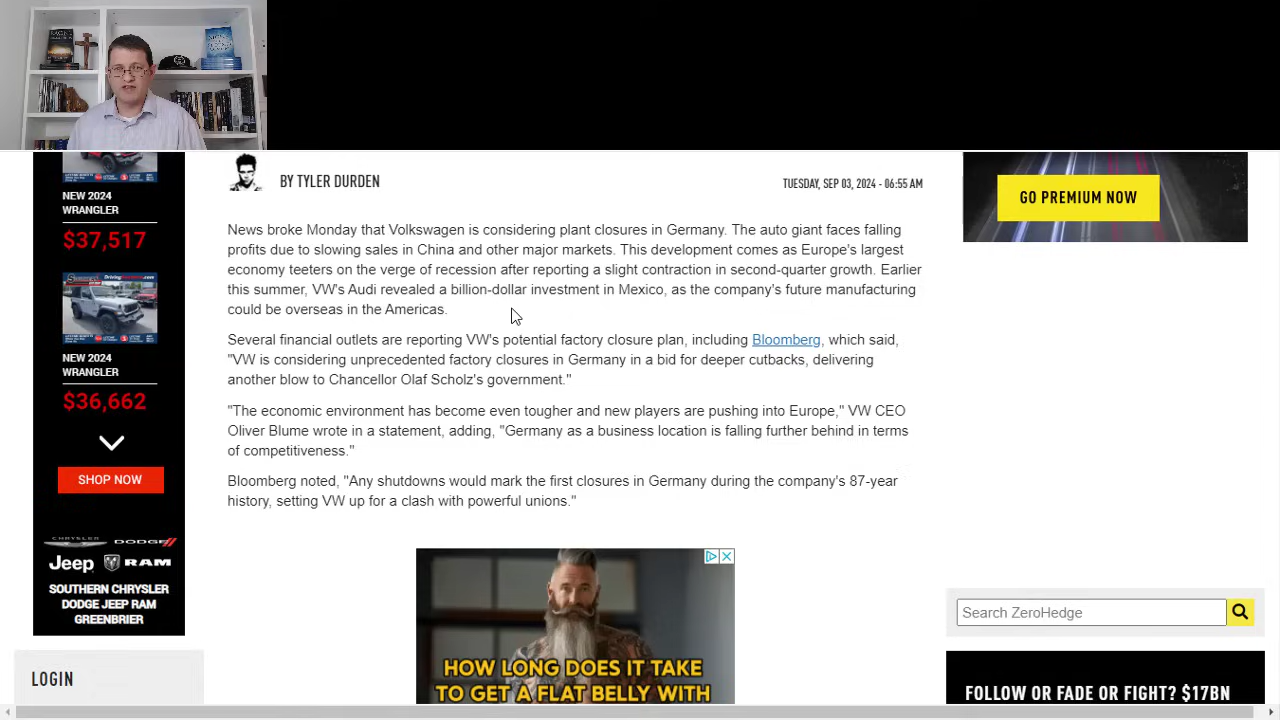 NEW 2024
WRANGLER
$37,517
NEW 2024
WRANGLER
$36,662
SHOP NOW
CHRYSLER DODGE
Jeep RAM
SOUTHERN CHRYSLER
DODGE JEEP RAM
GREENBRIER
LOGIN
BY TYLER DURDEN
TUESDAY, SEP 03, 2024 - 06:55 AM
News broke Monday that Volkswagen is considering plant closures in Germany. The auto giant faces falling
profits due to slowing sales in China and other major markets. This development comes as Europe's largest
economy teeters on the verge of recession after reporting a slight contraction in second-quarter growth. Earlier
this summer, VW's Audi revealed a billion-dollar investment in Mexico, as the company's future manufacturing
could be overseas in the Americas.
Several financial outlets are reporting VW's potential factory closure plan, including Bloomberg, which said,
"VW is considering unprecedented factory closures in Germany in a bid for deeper cutbacks, delivering
another blow to Chancellor Olaf Scholz's government."
"The economic environment has become even tougher and new players are pushing into Europe," VW CEO
Oliver Blume wrote in a statement, adding, "Germany as a business location is falling further behind in terms
of competitiveness."
Bloomberg noted, "Any shutdowns would mark the first closures in Germany during the company's 87-year
history, setting VW up for a clash with powerful unions."
HOW LONG DOES IT TAKE
TO GET A FLAT BELLY WITH
GO PREMIUM NOW
Search ZeroHedge
FOLLOW OR FADE OR FIGHT? $17BN